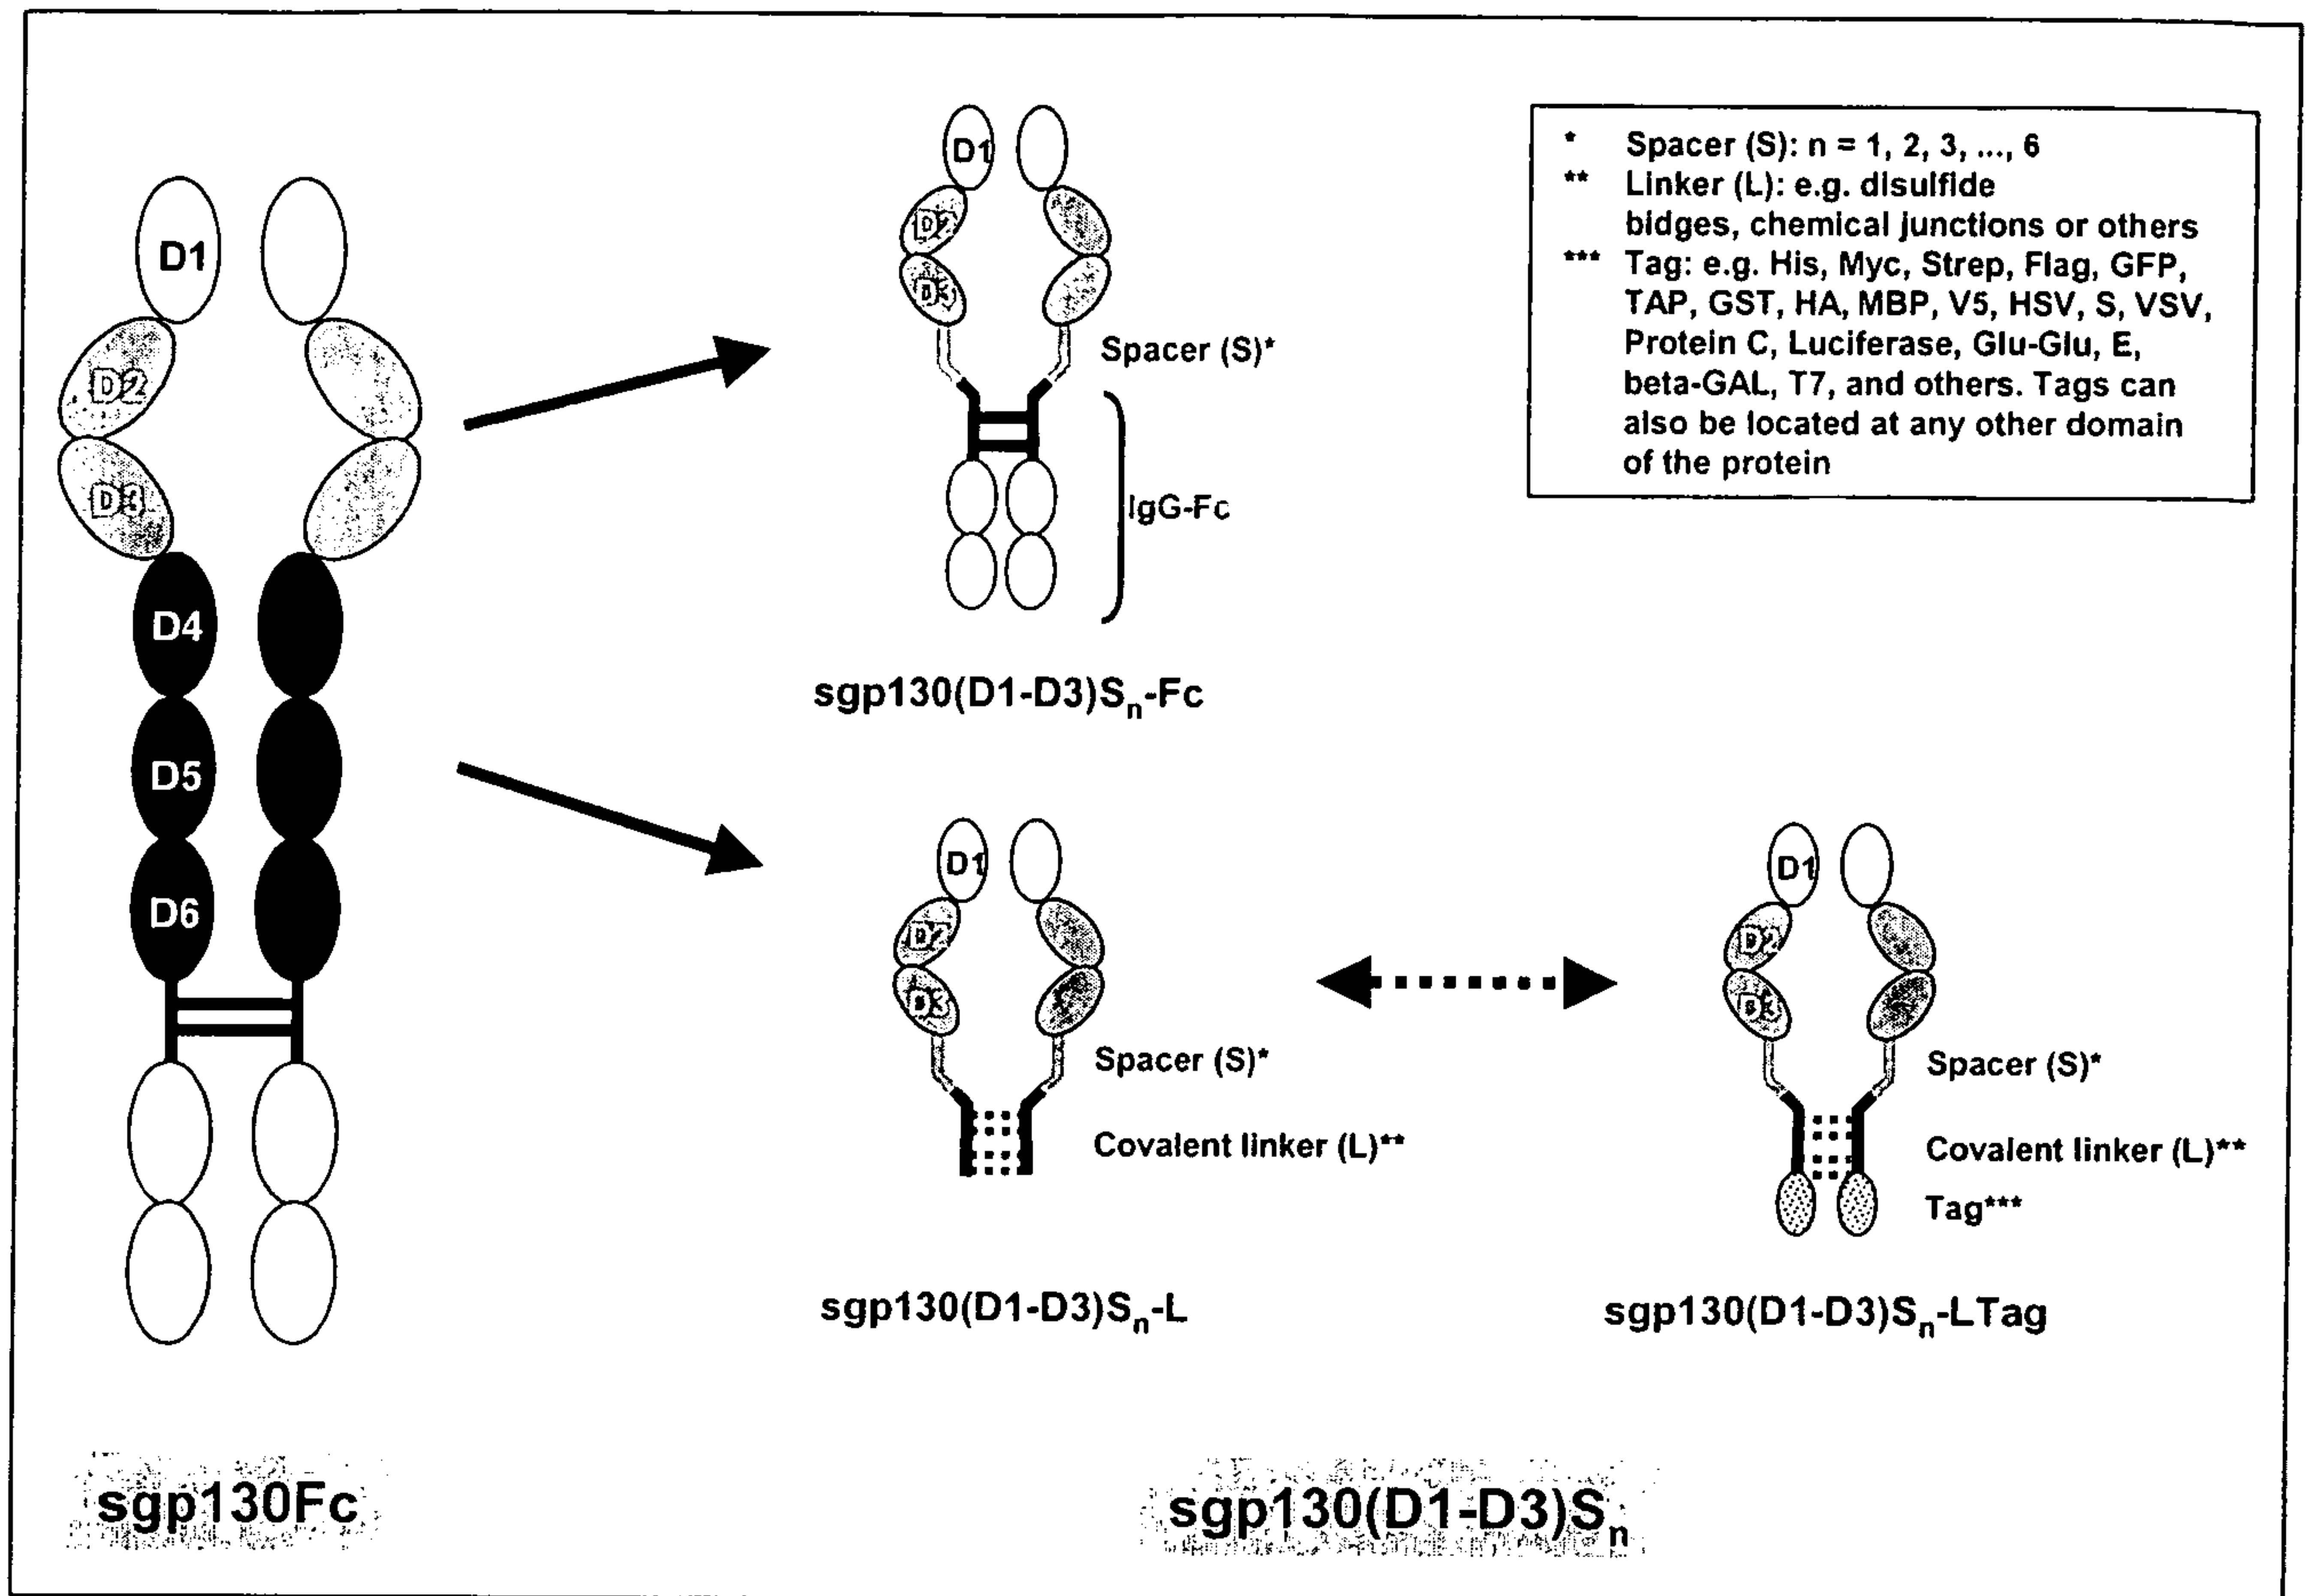 D1
D2
D3
D4
D5
D6
sgp130Fc
D1
D2
D3
Spacer (S)*
IgG-Fc
sgp130(D1-D3)Sn-Fc
* Spacer (S): n = 1, 2, 3, ..., 6
** Linker (L): e.g. disulfide
bidges, chemical junctions or others
*** Tag: e.g. His, Myc, Strep, Flag, GFP,
TAP, GST, HA, MBP, V5, HSV, S, VSV,
Protein C, Luciferase, Glu-Glu, E,
beta-GAL, T7, and others. Tags can
also be located at any other domain
of the protein
D1
D2
D3
Spacer (S)*
Covalent linker (L)**
sgp130(D1-D3)Sn-L
D1
D2
D3
Spacer (S)*
Covalent linker (L)**
Tag***
sgp130(D1-D3)Sn-LTag
sgp130(D1-D3)Sn